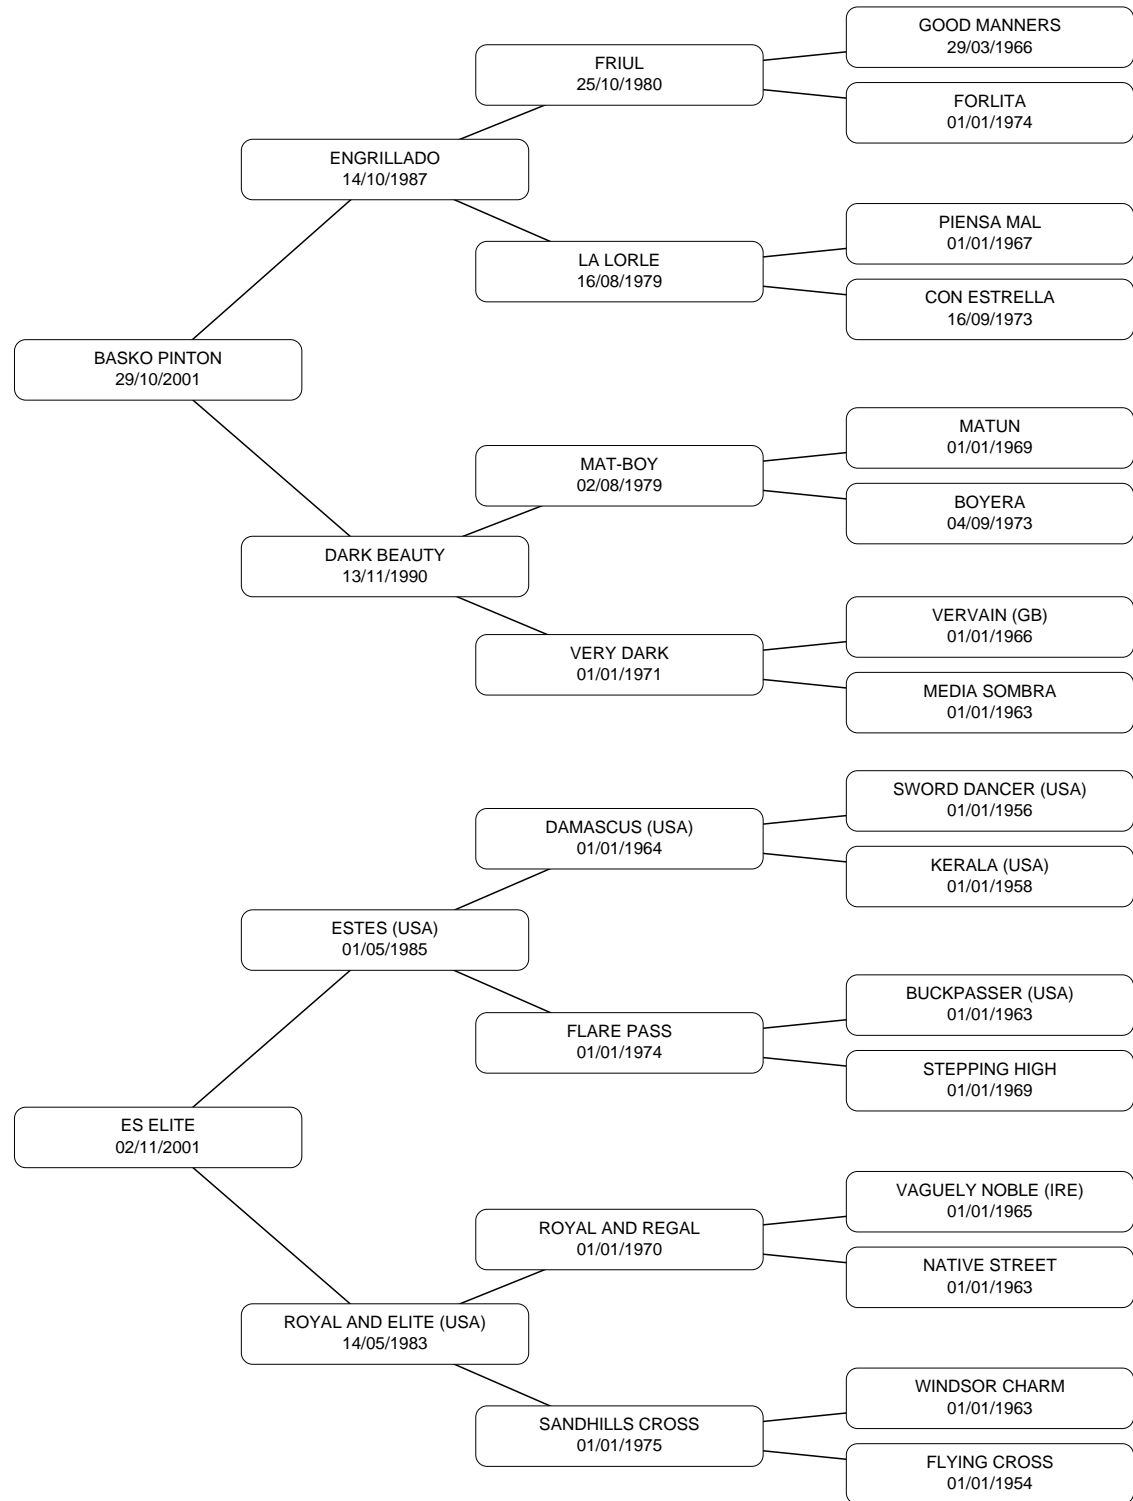 GOOD MANNERS
29/03/1966
FRIUL
25/10/1980
FORLITA
01/01/1974
ENGRILLADO
14/10/1987
PIENSA MAL
01/01/1967
LA LORLE
16/08/1979
CON ESTRELLA
16/09/1973
BASKO PINTON
29/10/2001
MATUN
01/01/1969
MAT-BOY
02/08/1979
BOYERA
04/09/1973
DARK BEAUTY
13/11/1990
VERVAIN (GB)
01/01/1966
VERY DARK
01/01/1971
MEDIA SOMBRA
01/01/1963
SWORD DANCER (USA)
01/01/1956
DAMASCUS (USA)
01/01/1964
KERALA (USA)
01/01/1958
ESTES (USA)
01/05/1985
BUCKPASSER (USA)
01/01/1963
FLARE PASS
01/01/1974
STEPPING HIGH
01/01/1969
ES ELITE
02/11/2001
VAGUELY NOBLE (IRE)
01/01/1965
ROYAL AND REGAL
01/01/1970
NATIVE STREET
01/01/1963
ROYAL AND ELITE (USA)
14/05/1983
WINDSOR CHARM
01/01/1963
SANDHILLS CROSS
01/01/1975
FLYING CROSS
01/01/1954